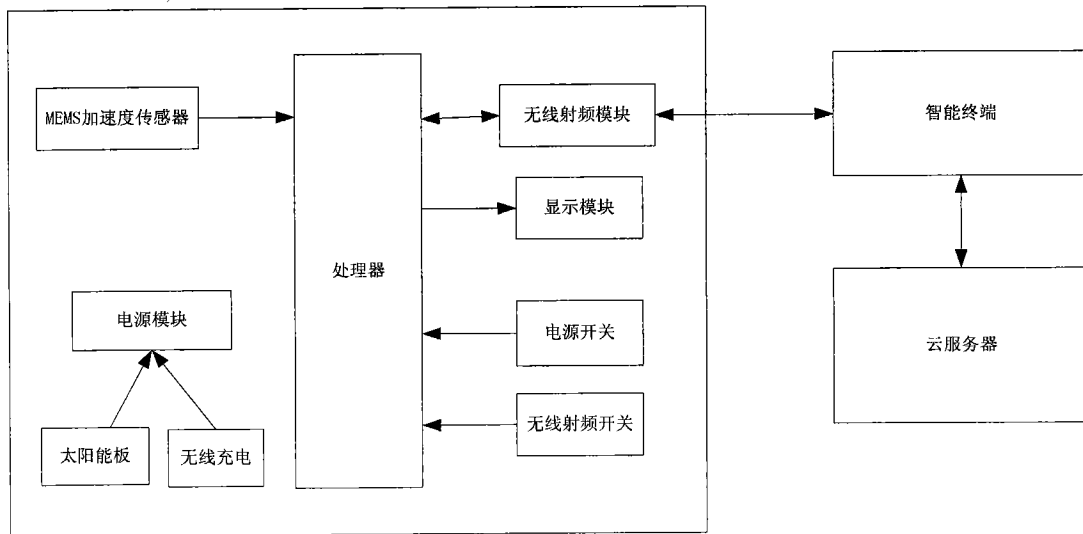 MEMS加速度传感器
无线射频模块
智能终端
显示模块
处理器
电源模块
电源开关
云服务器
无线射频开关
太阳能板
无线充电